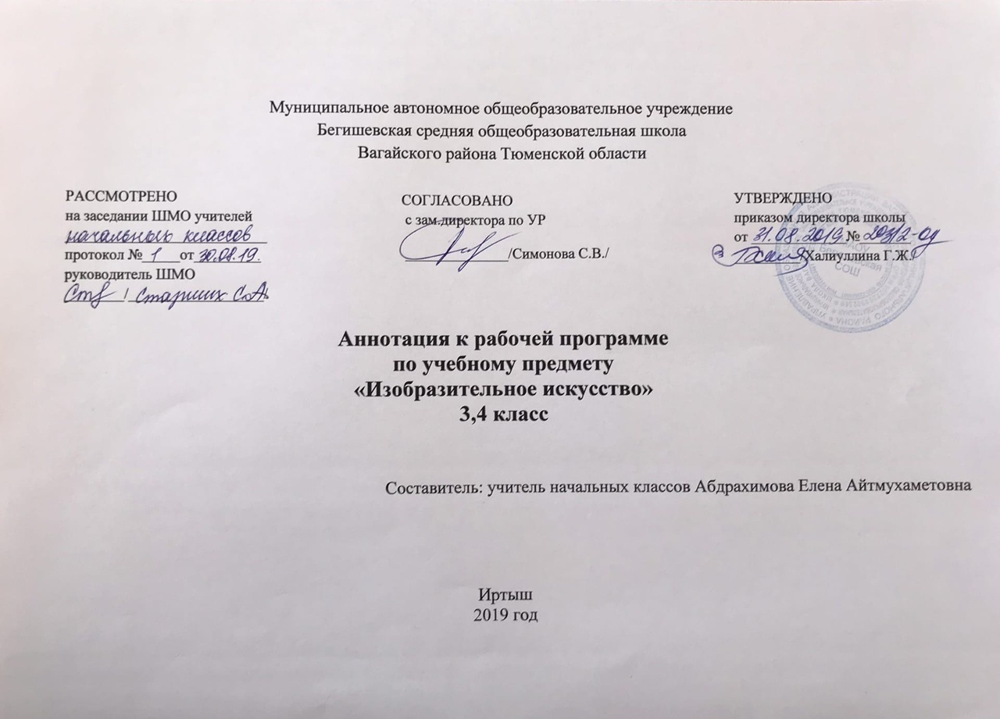 Муниципальное автономное общеобразовательное учреждение
Бегишевская средняя общеобразовательная школа
Вагайского района Тюменской области
РАССМОТРЕНО
на заседании ШМО учителей
начальных классов
протокол № 1 от 30.08.19.
руководитель ШМО
/ Старших С.А.
СОГЛАСОВАНО
с зам.директора по УР
/Симонова С.В./
УТВЕРЖДЕНО
приказом директора школы
от 31.08.2019 № 203/2-од
/Халиуллина Г.Ж./
СОШ
Аннотация к рабочей программе
по учебному предмету
«Изобразительное искусство»
3,4 класс
Составитель: учитель начальных классов Абдрахимова Елена Айтмухаметовна
Иртыш
2019 год